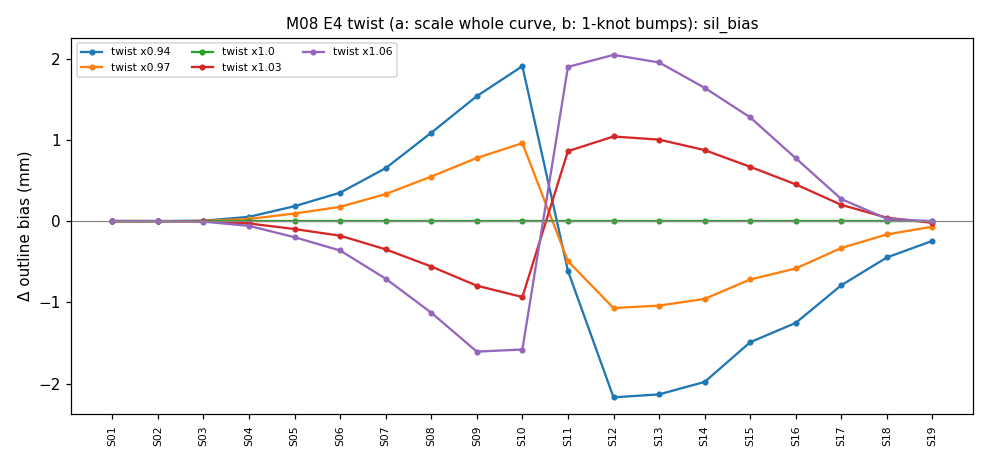 M08 E4 twist (a: scale whole curve, b: 1-knot bumps): sil_bias
twist x0.94
twist x0.97
twist x1.0
twist x1.03
twist x1.06
Δ outline bias (mm)
2
1
0
−1
−2
S01
S02
S03
S04
S05
S06
S07
S08
S09
S10
S11
S12
S13
S14
S15
S16
S17
S18
S19